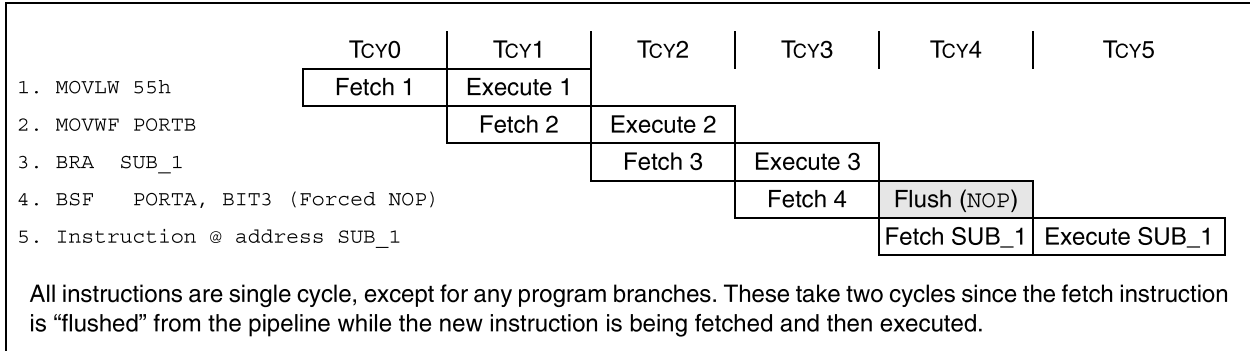 TCY0 TCY1 TCY2 TCY3 TCY4 TCY5
1. MOVLW 55h Fetch 1 Execute 1
2. MOVWF PORTB Fetch 2 Execute 2
3. BRA SUB_1 Fetch 3 Execute 3
4. BSF PORTA, BIT3 (Forced NOP) Fetch 4 Flush (NOP)
5. Instruction @ address SUB_1 Fetch SUB_1 Execute SUB_1
All instructions are single cycle, except for any program branches. These take two cycles since the fetch instruction
is “flushed” from the pipeline while the new instruction is being fetched and then executed.